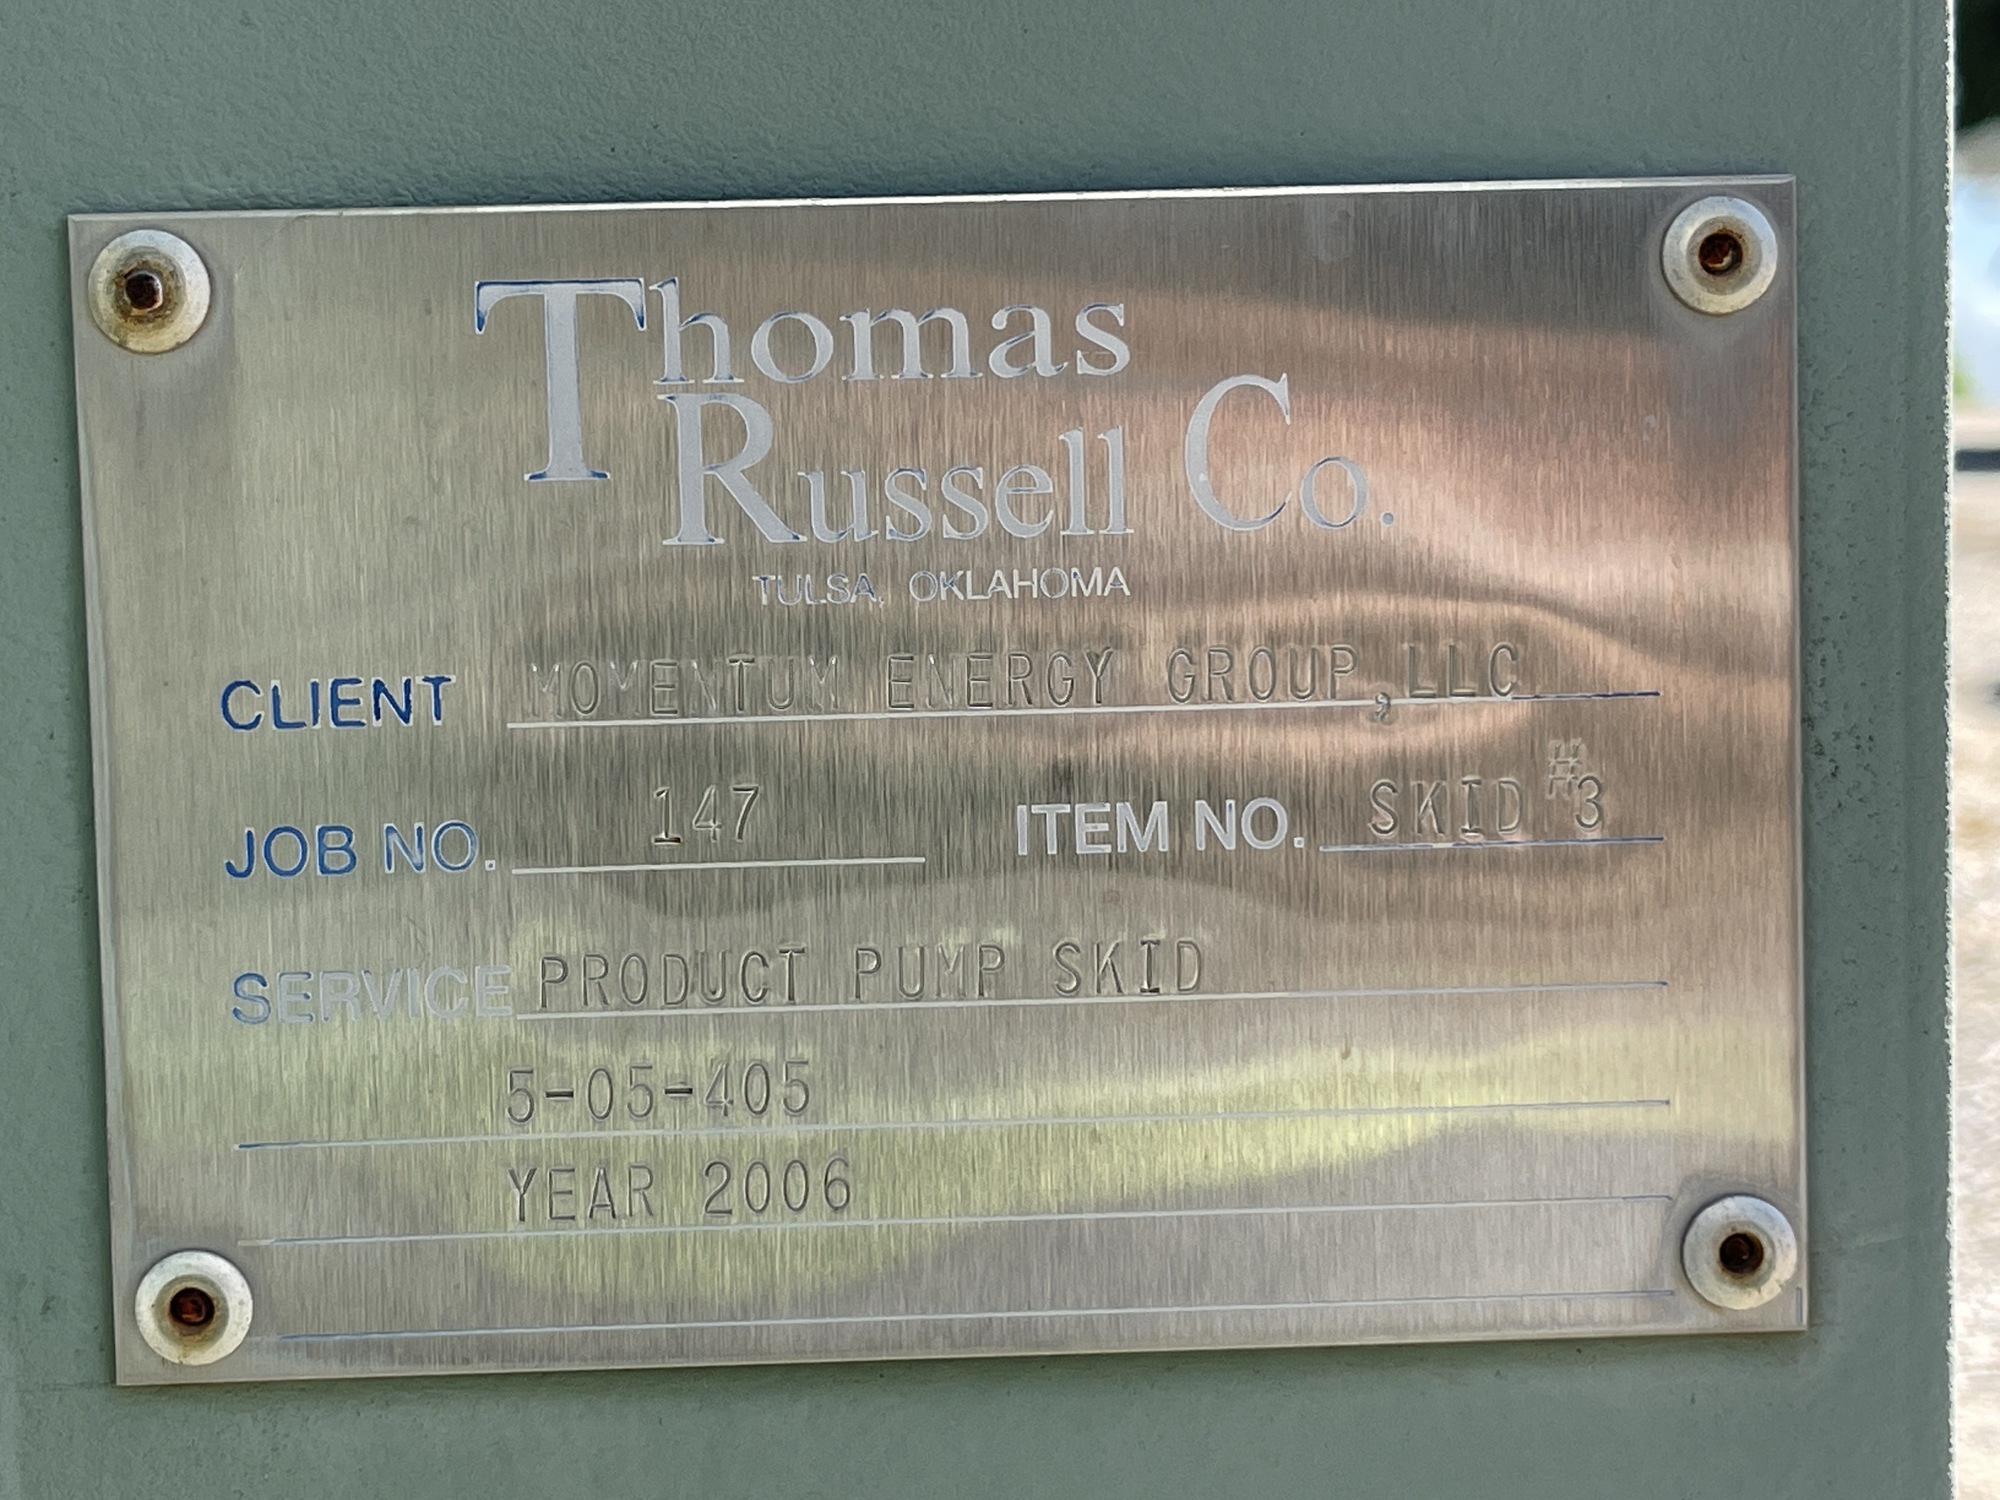 Thomas
Russell Co.
TULSA, OKLAHOMA
CLIENT MOMENTUM ENERGY GROUP,LLC
JOB NO. 147 ITEM NO. SKID #3
SERVICE PRODUCT PUMP SKID
5-05-405
YEAR 2006